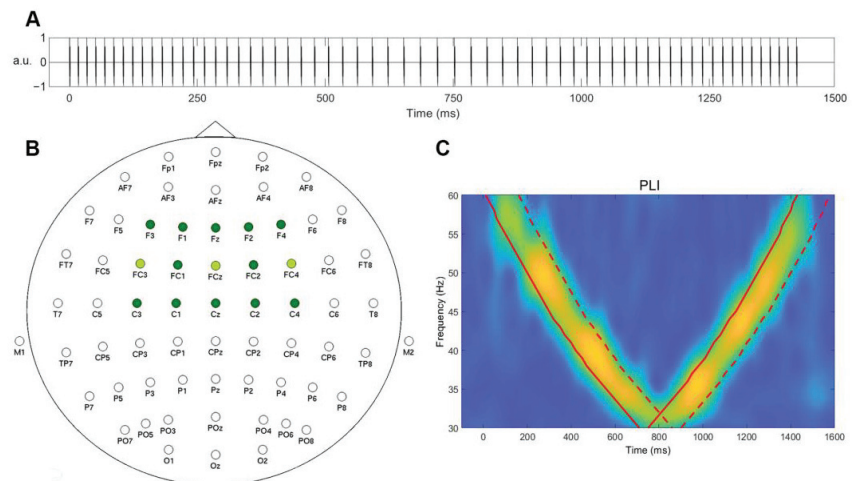 A
1
a.u. 0
−1
0 250 500 750 1000 1250 1500
Time (ms)
B
Fp1 Fpz Fp2
AF7 AF3 AFz AF4 AF8
F7 F5 F3 F1 Fz F2 F4 F6 F8
FT7 FC5 FC3 FC1 FCz FC2 FC4 FC6 FT8
T7 C5 C3 C1 Cz C2 C4 C6 T8
M1 M2
TP7 CP5 CP3 CP1 CPz CP2 CP4 CP6 TP8
P7 P5 P3 P1 Pz P2 P4 P6 P8
PO7 PO5 PO3 POz PO4 PO6 PO8
O1 Oz O2
C
PLI
60
55
50
45
40
35
30
Frequency (Hz)
0 200 400 600 800 1000 1200 1400 1600
Time (ms)